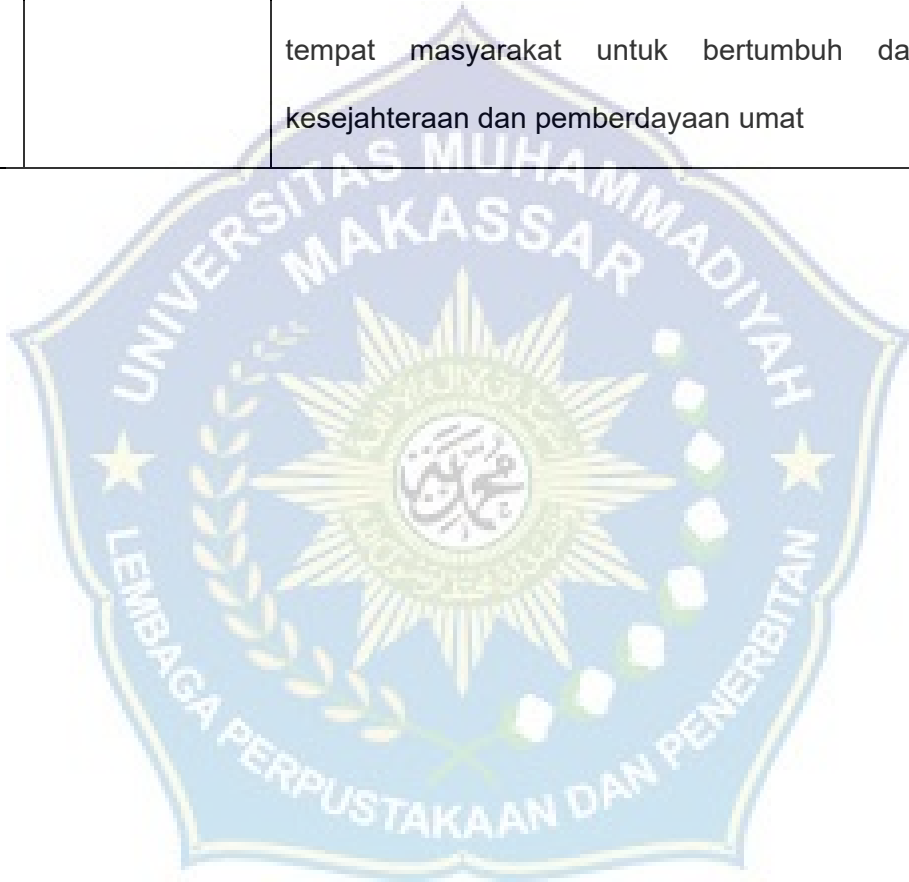 tempat masyarakat untuk bertumbuh da
kesejahteraan dan pemberdayaan umat
UNIVERSITAS MUHAMMADIYAH
MAKASSAR
LEMBAGA PERPUSTAKAAN DAN PENERBITAN